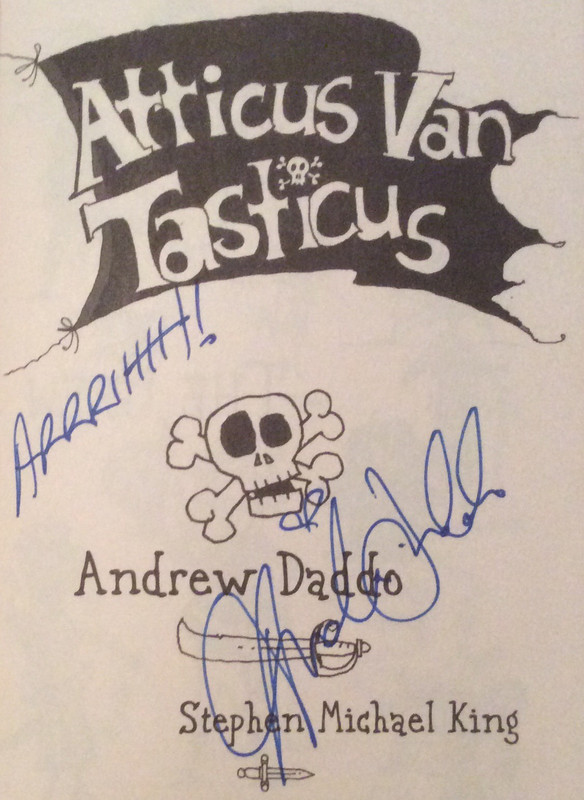 Atticus Van
Tasticus
ARRRHHH!
Andrew Daddo
Stephen Michael King